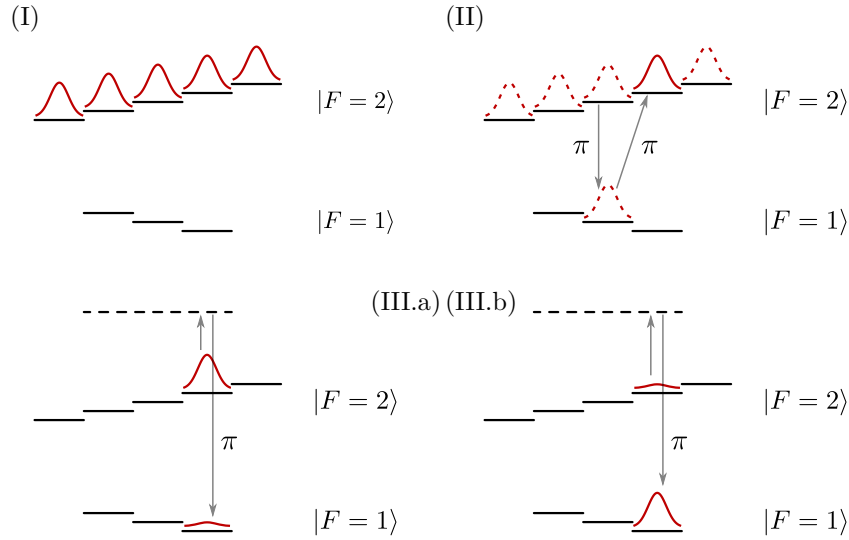 (I)
|F = 2⟩
|F = 1⟩
(II)
π
π
|F = 2⟩
|F = 1⟩
(III.a)
|F = 2⟩
π
|F = 1⟩
(III.b)
|F = 2⟩
π
|F = 1⟩